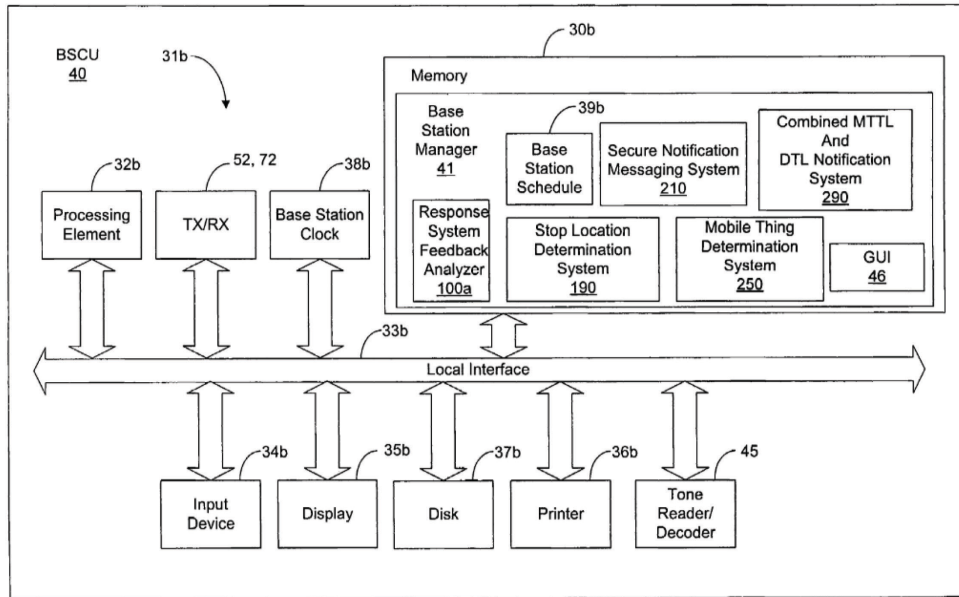 BSCU
40
31b
30b
Memory
Base
Station
Manager
41
39b
Base
Station
Schedule
Secure Notification
Messaging System
210
Combined MTTL
And
DTL Notification
System
290
Response
System
Feedback
Analyzer
100a
Stop Location
Determination
System
190
Mobile Thing
Determination
System
250
GUI
46
32b
Processing
Element
52, 72
TX/RX
38b
Base Station
Clock
33b
Local Interface
34b
Input
Device
35b
Display
37b
Disk
36b
Printer
45
Tone
Reader/
Decoder